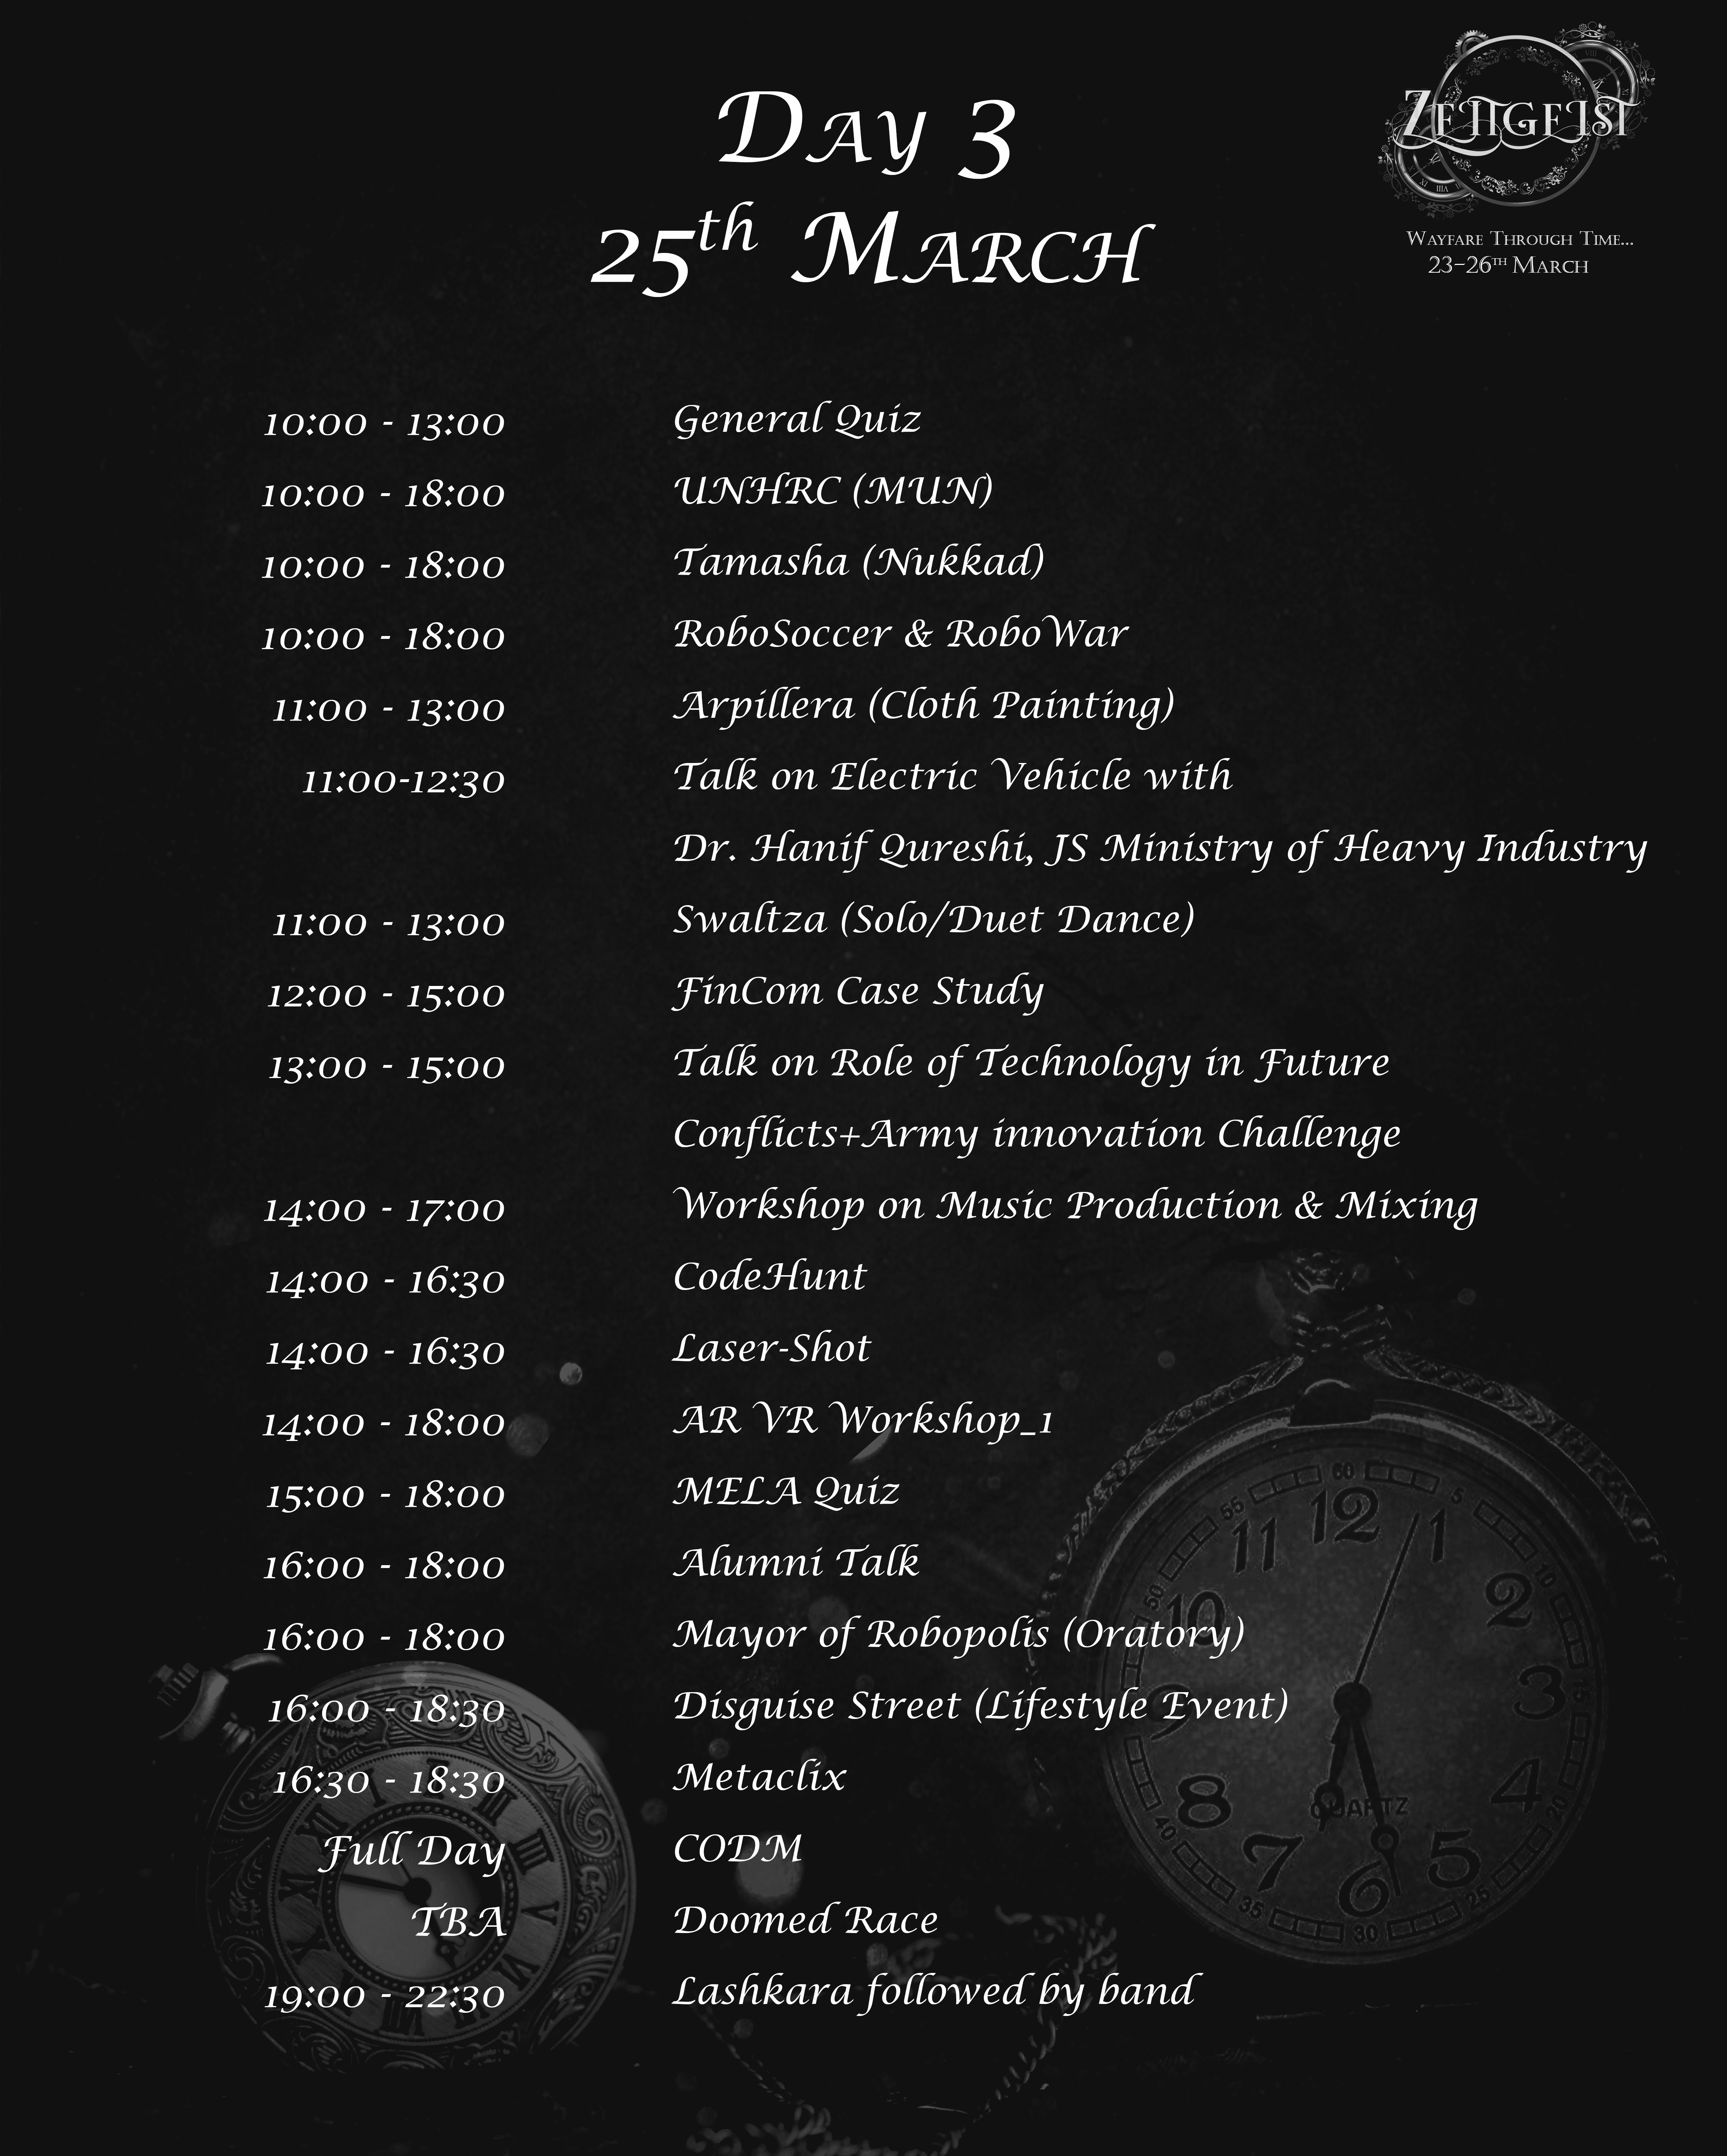 Day 3
25th March
Zeitgeist
Wayfare Through Time...
23-26th March
10:00 - 13:00 General Quiz
10:00 - 18:00 UNHRC (MUN)
10:00 - 18:00 Tamasha (Nukkad)
10:00 - 18:00 RoboSoccer & RoboWar
11:00 - 13:00 Arpillera (Cloth Painting)
11:00-12:30 Talk on Electric Vehicle with
Dr. Hanif Qureshi, JS Ministry of Heavy Industry
11:00 - 13:00 Swaltza (Solo/Duet Dance)
12:00 - 15:00 FinCom Case Study
13:00 - 15:00 Talk on Role of Technology in Future
Conflicts+Army innovation Challenge
14:00 - 17:00 Workshop on Music Production & Mixing
14:00 - 16:30 CodeHunt
14:00 - 16:30 Laser-Shot
14:00 - 18:00 AR VR Workshop_1
15:00 - 18:00 MELA Quiz
16:00 - 18:00 Alumni Talk
16:00 - 18:00 Mayor of Robopolis (Oratory)
16:00 - 18:30 Disguise Street (Lifestyle Event)
16:30 - 18:30 Metaclix
Full Day CODM
TBA Doomed Race
19:00 - 22:30 Lashkara followed by band
QUARTZ